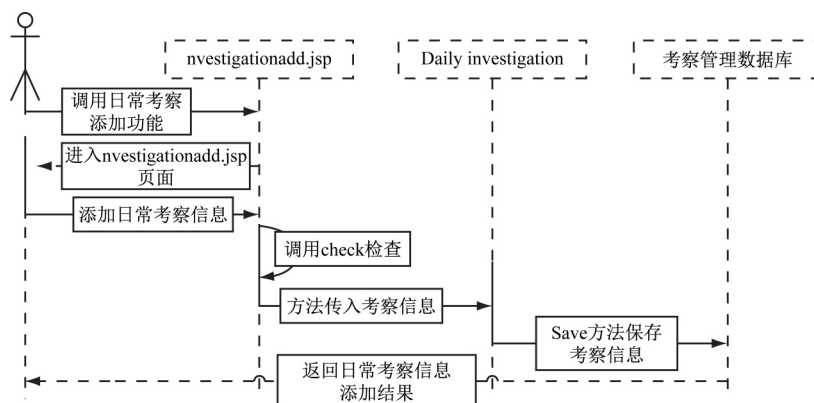 nvestigationadd.jsp
Daily investigation
考察管理数据库
调用日常考察
添加功能
进入nvestigationadd.jsp
页面
添加日常考察信息
调用check检查
方法传入考察信息
Save方法保存
考察信息
返回日常考察信息
添加结果